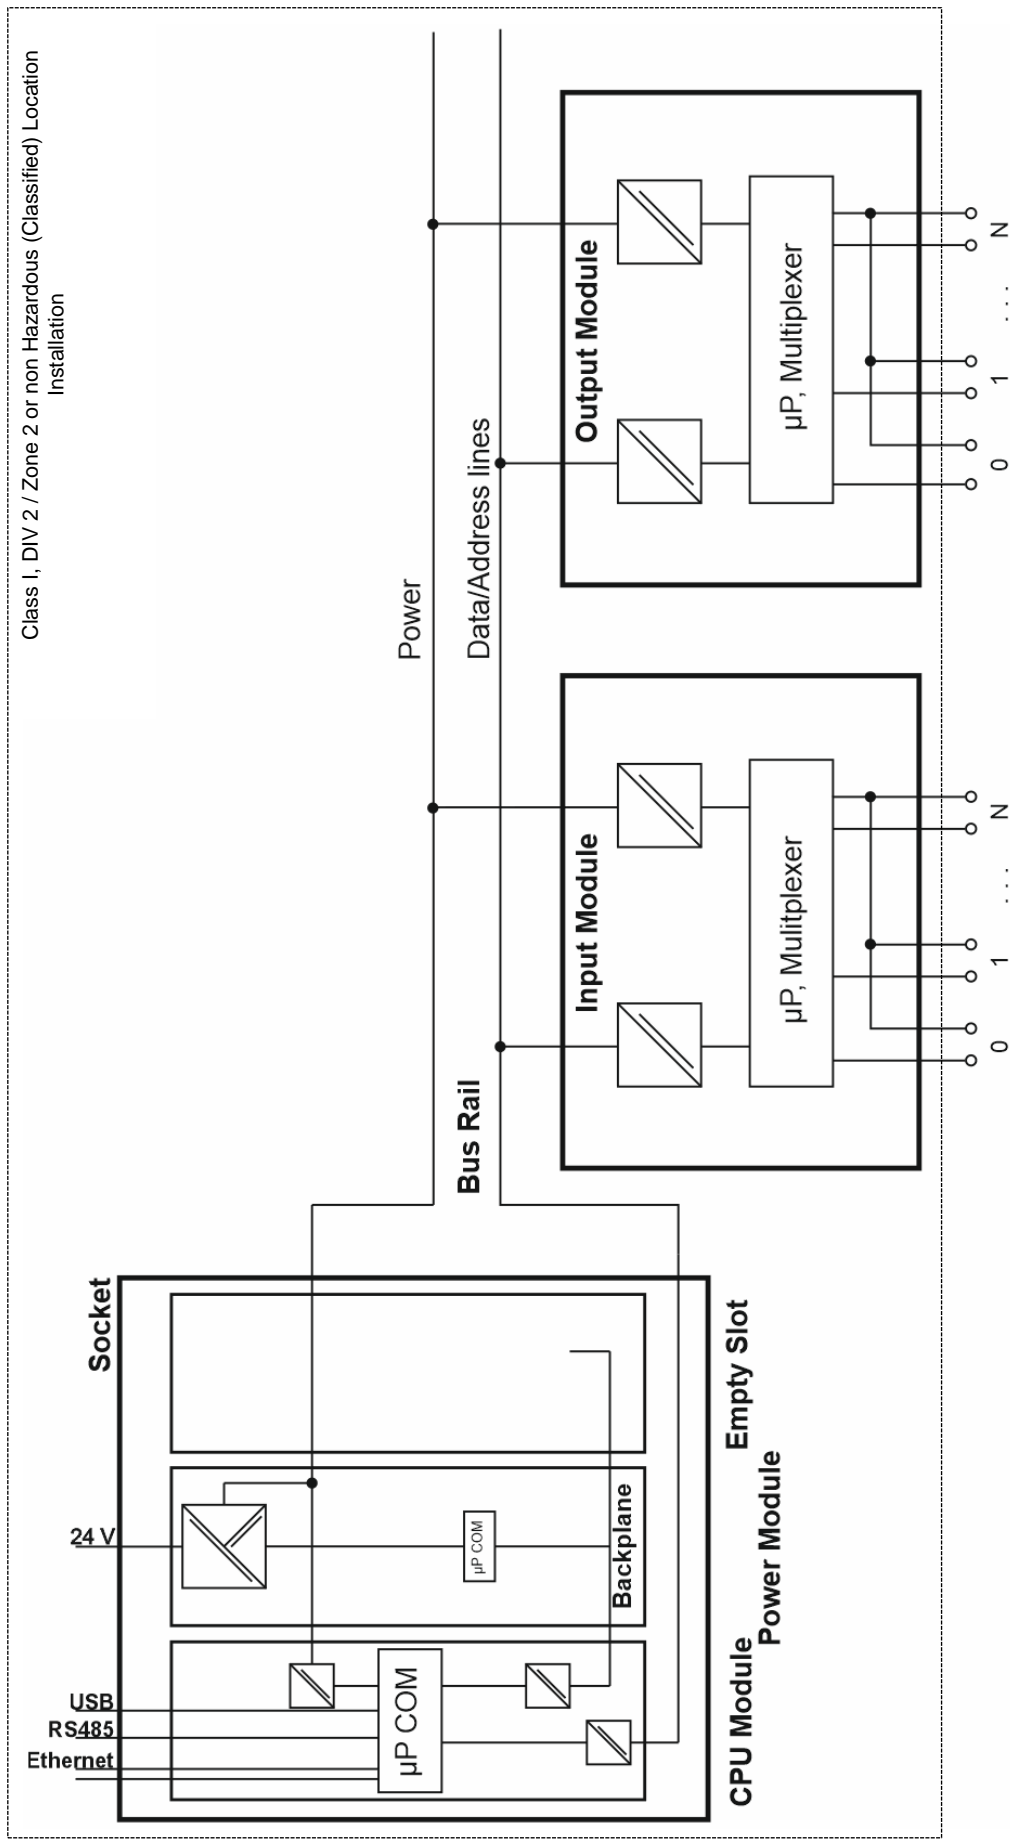 Class I, DIV 2 / Zone 2 or non Hazardous (Classified) Location
Installation
Socket
24 V
USB
RS485
Ethernet
µP COM
µP COM
Backplane
CPU Module
Power Module
Empty Slot
Bus Rail
Power
Data/Address lines
Input Module
µP, Mulitplexer
0 1 . . . N
Output Module
µP, Multiplexer
0 1 . . . N